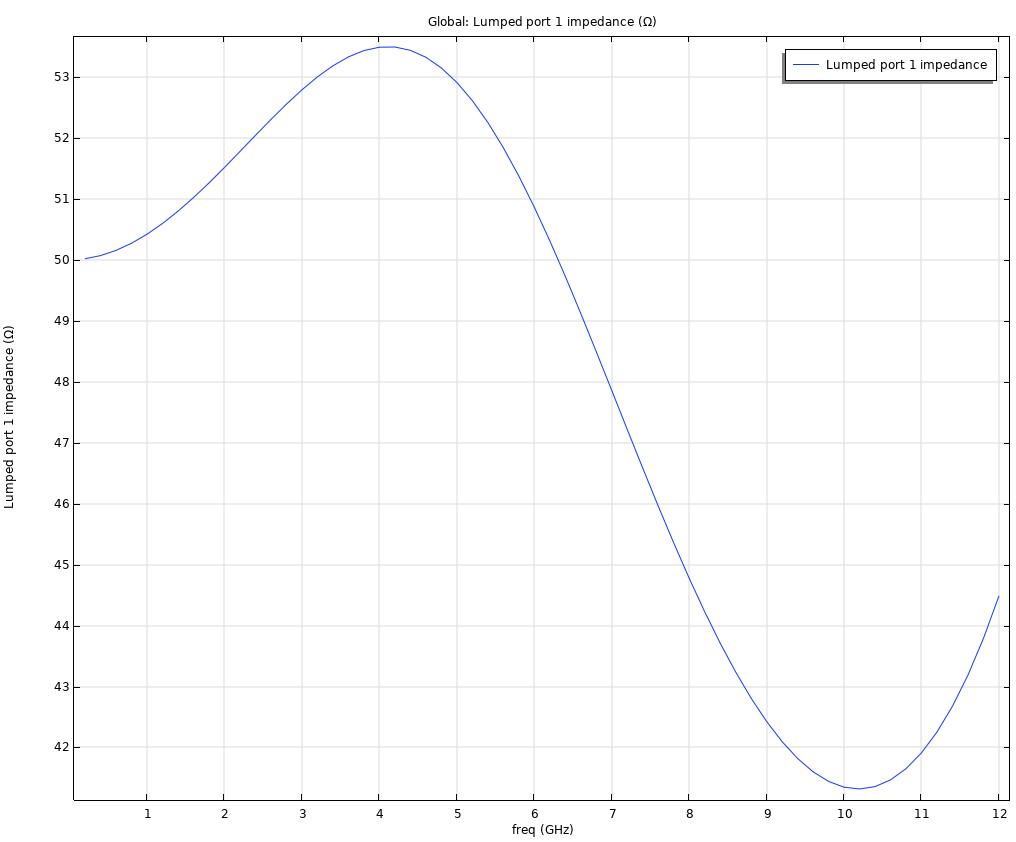 Global: Lumped port 1 impedance (Ω)
Lumped port 1 impedance
Lumped port 1 impedance (Ω)
53
52
51
50
49
48
47
46
45
44
43
42
1 2 3 4 5 6 7 8 9 10 11 12
freq (GHz)